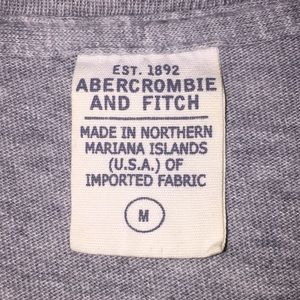 EST. 1892
ABERCROMBIE
AND FITCH
MADE IN NORTHERN
MARIANA ISLANDS
(U.S.A.) OF
IMPORTED FABRIC
M